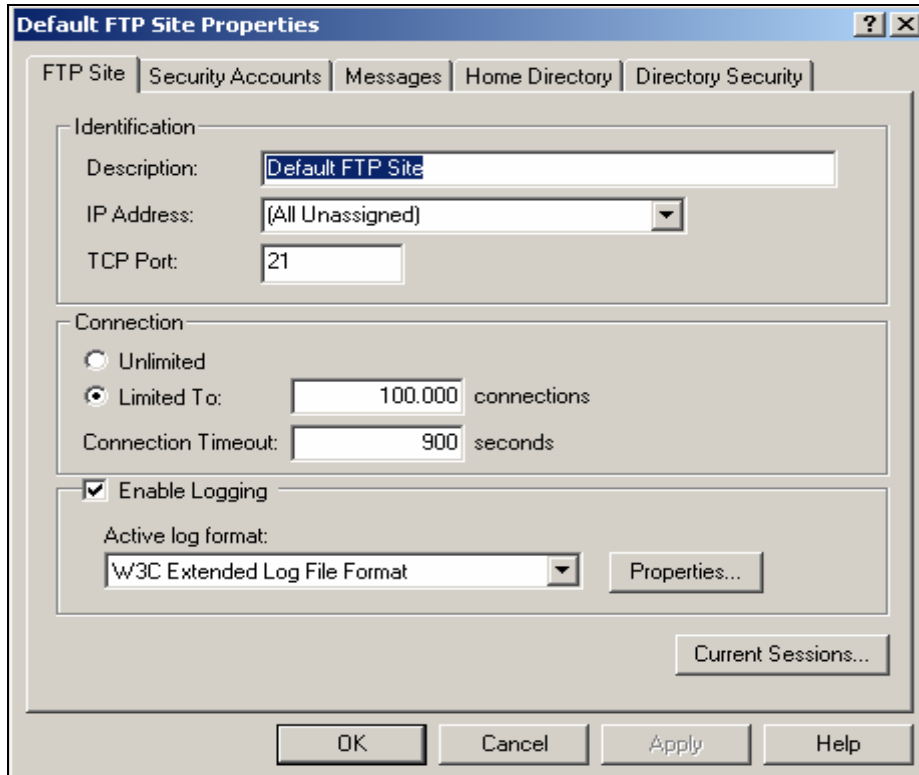 Default FTP Site Properties
FTP Site Security Accounts Messages Home Directory Directory Security
Identification
Description: Default FTP Site
IP Address: (All Unassigned)
TCP Port: 21
Connection
Unlimited
Limited To: 100.000 connections
Connection Timeout: 900 seconds
Enable Logging
Active log format:
W3C Extended Log File Format Properties...
Current Sessions...
OK Cancel Apply Help